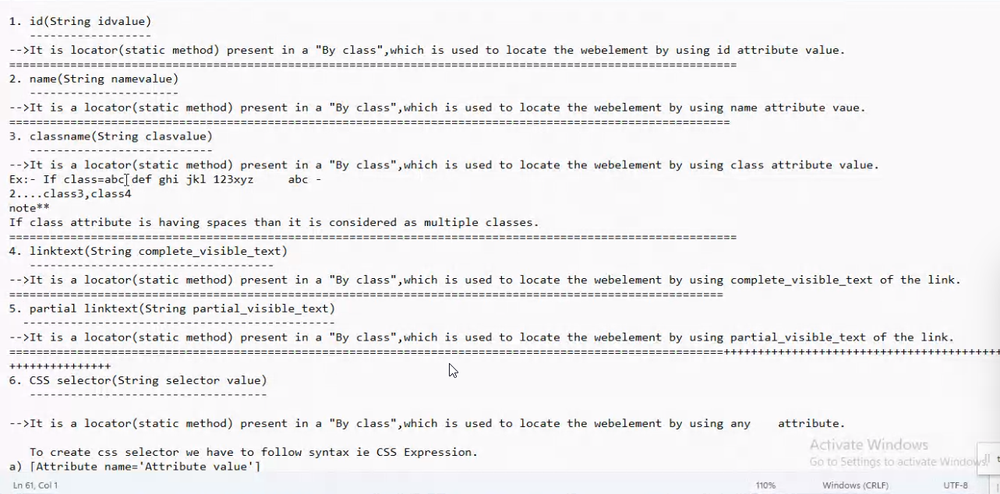 1. id(String idvalue)
------------------
-->It is locator(static method) present in a "By class",which is used to locate the webelement by using id attribute value.
===========================================================================================================
2. name(String namevalue)
----------------------
-->It is a locator(static method) present in a "By class",which is used to locate the webelement by using name attribute vaue.
==========================================================================================================
3. classname(String clasvalue)
---------------------------
-->It is a locator(static method) present in a "By class",which is used to locate the webelement by using class attribute value.
Ex:- If class=abc def ghi jkl 123xyz     abc -
2....class3,class4
note**
If class attribute is having spaces than it is considered as multiple classes.
===========================================================================================================
4. linktext(String complete_visible_text)
------------------------------------
-->It is a locator(static method) present in a "By class",which is used to locate the webelement by using complete_visible_text of the link.
=========================================================================================================
5. partial linktext(String partial_visible_text)
----------------------------------------------
-->It is a locator(static method) present in a "By class",which is used to locate the webelement by using partial_visible_text of the link.
=========================================================================================================+++++++++++++++++++++++++++++++++++++++++
+++++++++++++++
6. CSS selector(String selector value)
-----------------------------------
-->It is a locator(static method) present in a "By class",which is used to locate the webelement by using any    attribute.
To create css selector we have to follow syntax ie CSS Expression.
a) [Attribute name='Attribute value']
Activate Windows
Go to Settings to activate Windows.
Ln 61, Col 1
110%
Windows (CRLF)
UTF-8